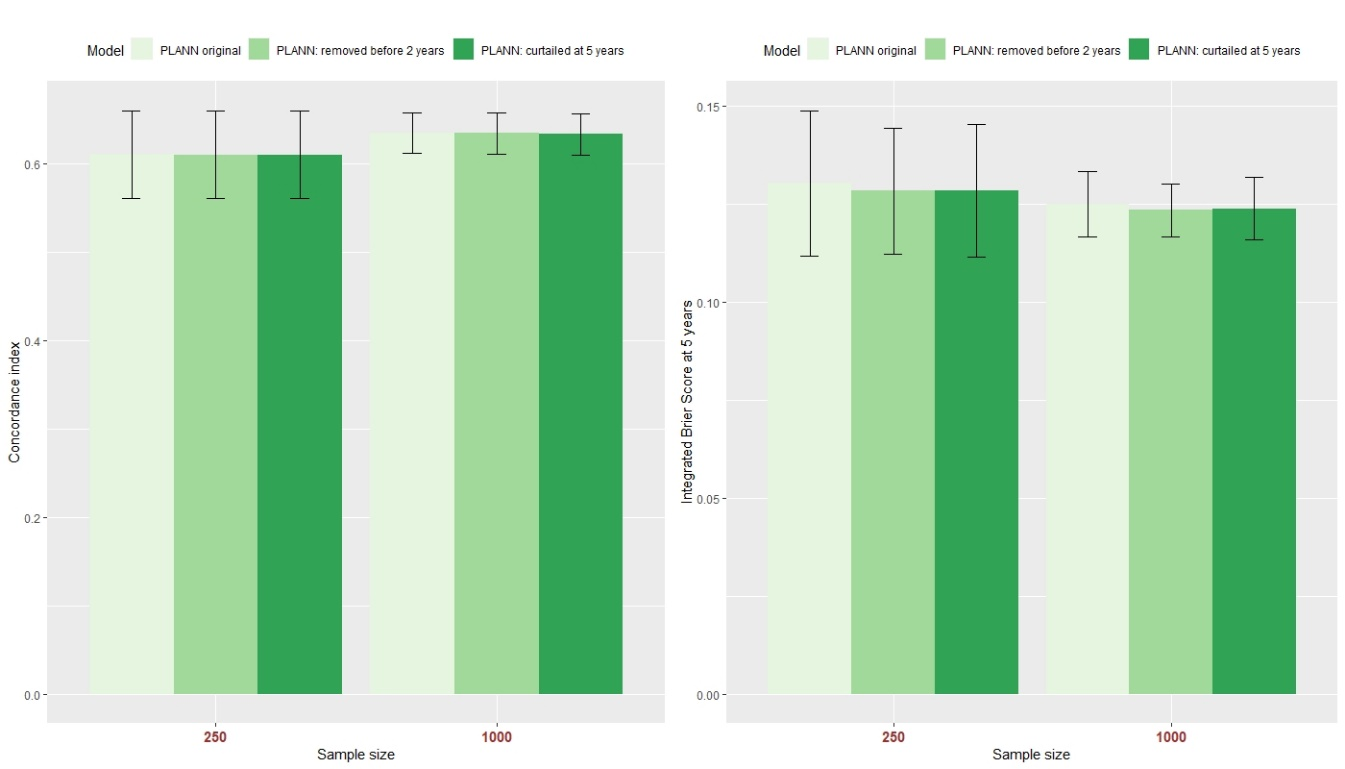 Model PLANN original PLANN: removed before 2 years PLANN: curtailed at 5 years
Concordance index
0.6
0.4
0.2
0.0
250 1000
Sample size
Model PLANN original PLANN: removed before 2 years PLANN: curtailed at 5 years
Integrated Brier Score at 5 years
0.15
0.10
0.05
0.00
250 1000
Sample size